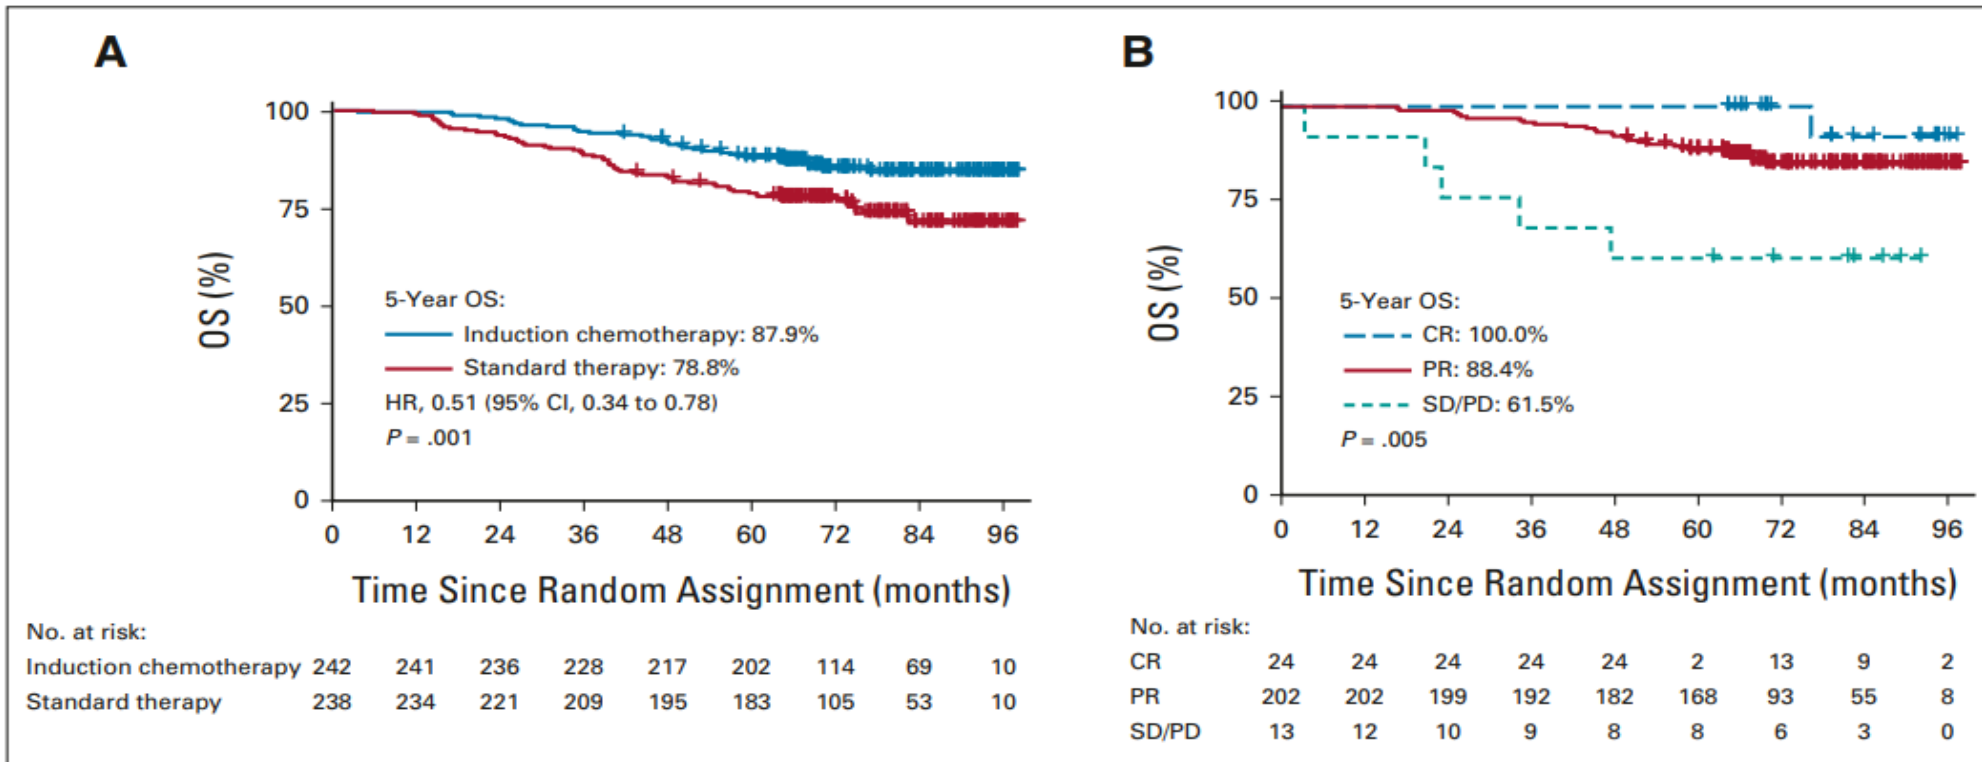 A
100
75
50
25
0
OS (%)
5-Year OS:
Induction chemotherapy: 87.9%
Standard therapy: 78.8%
HR, 0.51 (95% CI, 0.34 to 0.78)
P = .001
0 12 24 36 48 60 72 84 96
Time Since Random Assignment (months)
No. at risk:
Induction chemotherapy 242 241 236 228 217 202 114 69 10
Standard therapy 238 234 221 209 195 183 105 53 10
B
100
75
50
25
0
OS (%)
5-Year OS:
CR: 100.0%
PR: 88.4%
SD/PD: 61.5%
P = .005
0 12 24 36 48 60 72 84 96
Time Since Random Assignment (months)
No. at risk:
CR 24 24 24 24 24 2 13 9 2
PR 202 202 199 192 182 168 93 55 8
SD/PD 13 12 10 9 8 8 6 3 0